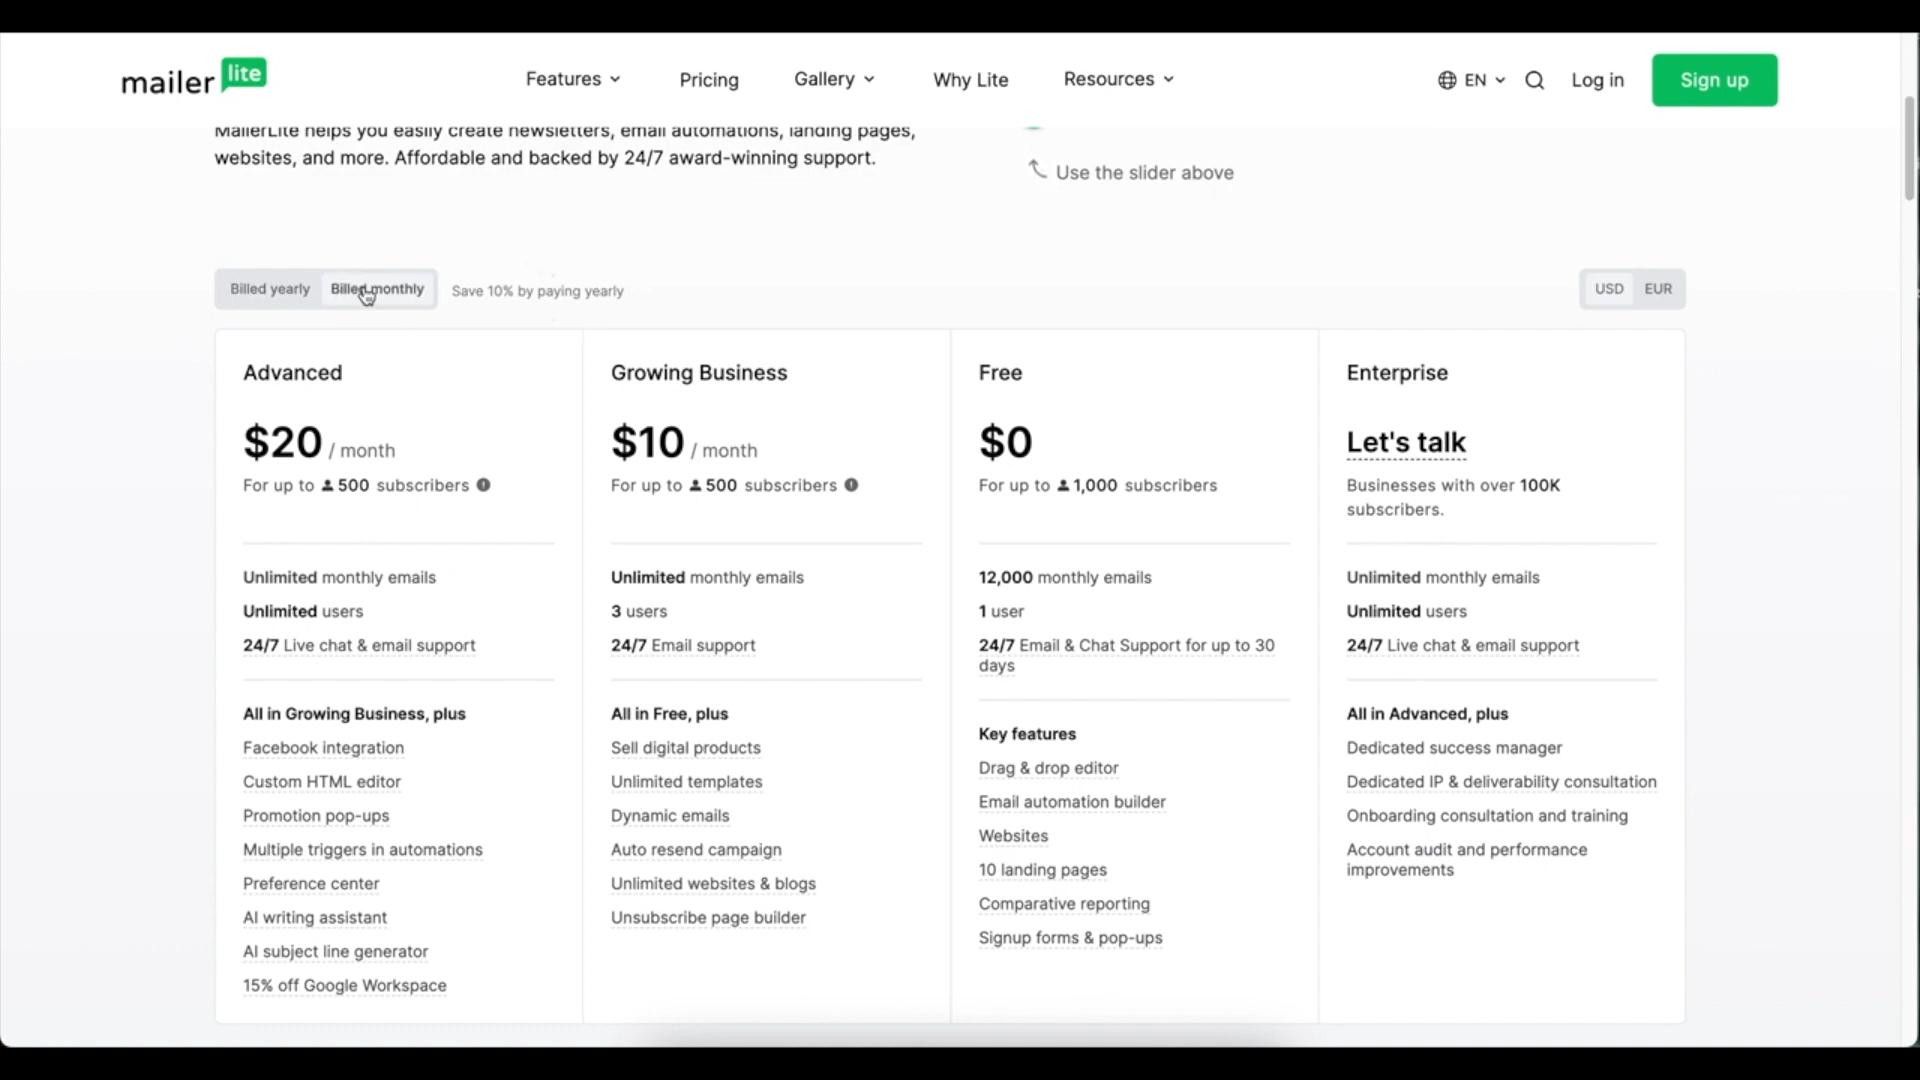 mailer lite
Features
Pricing
Gallery
Why Lite
Resources
EN
Log in
Sign up
MailerLite helps you easily create newsletters, email automations, landing pages,
websites, and more. Affordable and backed by 24/7 award-winning support.
Use the slider above
Billed yearly
Billed monthly
Save 10% by paying yearly
USD
EUR
Advanced
$20 / month
For up to 500 subscribers
Unlimited monthly emails
Unlimited users
24/7 Live chat & email support
All in Growing Business, plus
Facebook integration
Custom HTML editor
Promotion pop-ups
Multiple triggers in automations
Preference center
AI writing assistant
AI subject line generator
15% off Google Workspace
Growing Business
$10 / month
For up to 500 subscribers
Unlimited monthly emails
3 users
24/7 Email support
All in Free, plus
Sell digital products
Unlimited templates
Dynamic emails
Auto resend campaign
Unlimited websites & blogs
Unsubscribe page builder
Free
$0
For up to 1,000 subscribers
12,000 monthly emails
1 user
24/7 Email & Chat Support for up to 30
days
Key features
Drag & drop editor
Email automation builder
Websites
10 landing pages
Comparative reporting
Signup forms & pop-ups
Enterprise
Let's talk
Businesses with over 100K
subscribers.
Unlimited monthly emails
Unlimited users
24/7 Live chat & email support
All in Advanced, plus
Dedicated success manager
Dedicated IP & deliverability consultation
Onboarding consultation and training
Account audit and performance
improvements